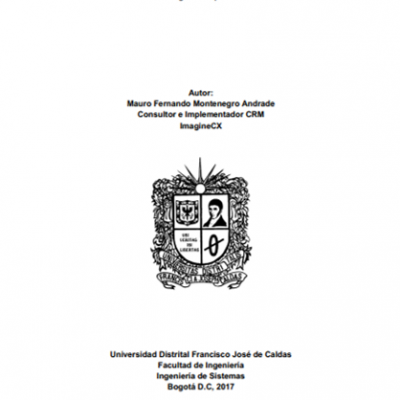 Autor:
Mauro Fernando Montenegro Andrade
Consultor e Implementador CRM
ImagineCX
Universidad Distrital Francisco José de Caldas
Facultad de Ingeniería
Ingeniería de Sistemas
Bogotá D.C, 2017